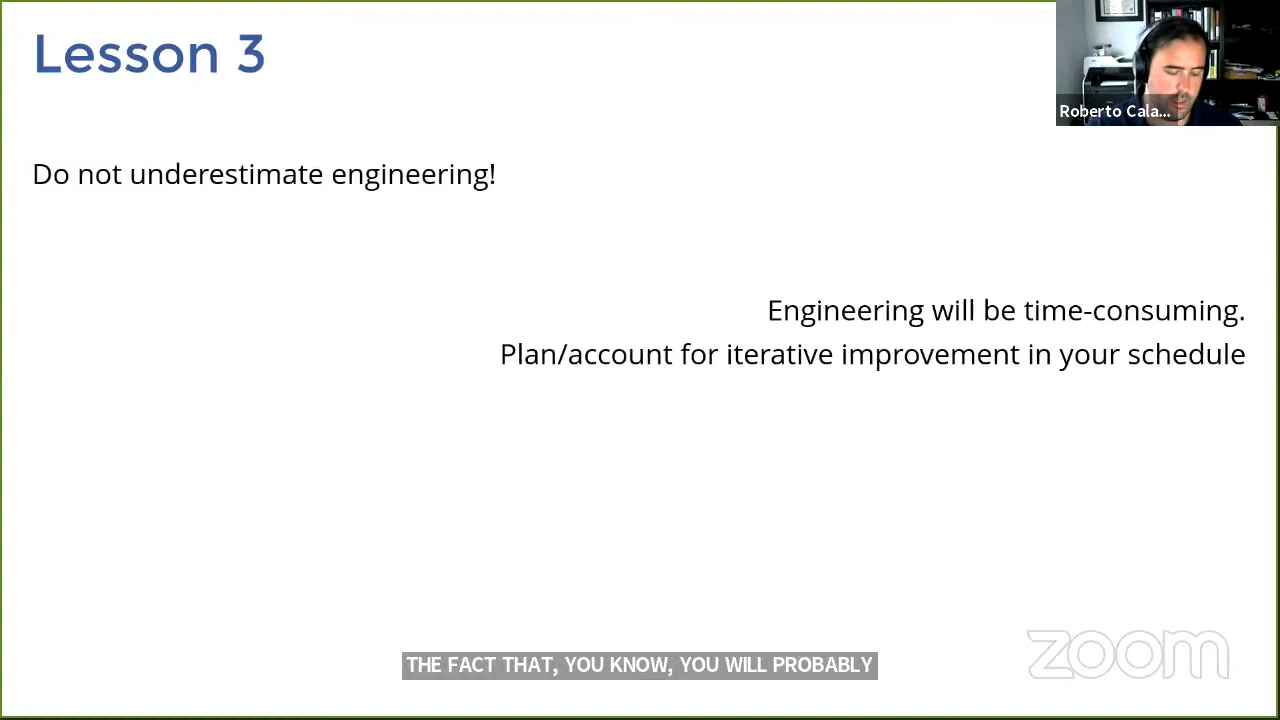 Lesson 3
Roberto Cala...
Do not underestimate engineering!
Engineering will be time-consuming.
Plan/account for iterative improvement in your schedule
THE FACT THAT, YOU KNOW, YOU WILL PROBABLY
zoom